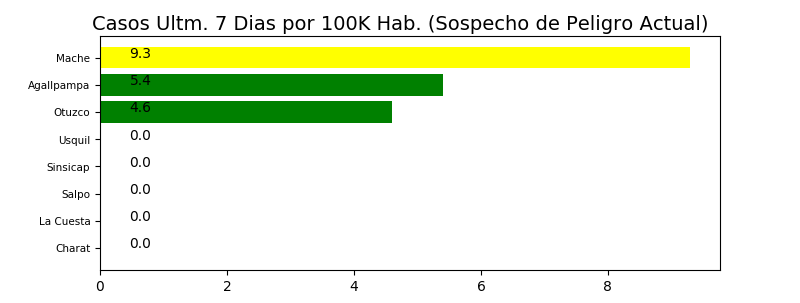 Casos Ultm. 7 Dias por 100K Hab. (Sospecho de Peligro Actual)
Mache 9.3
Agallpampa 5.4
Otuzco 4.6
Usquil 0.0
Sinsicap 0.0
Salpo 0.0
La Cuesta 0.0
Charat 0.0
0 2 4 6 8